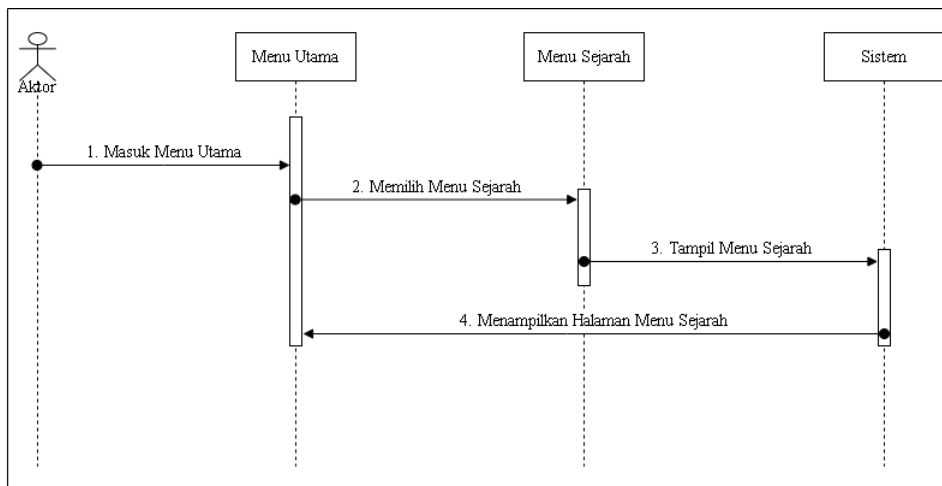 Aktor
Menu Utama
Menu Sejarah
Sistem
1. Masuk Menu Utama
2. Memilih Menu Sejarah
3. Tampil Menu Sejarah
4. Menampilkan Halaman Menu Sejarah